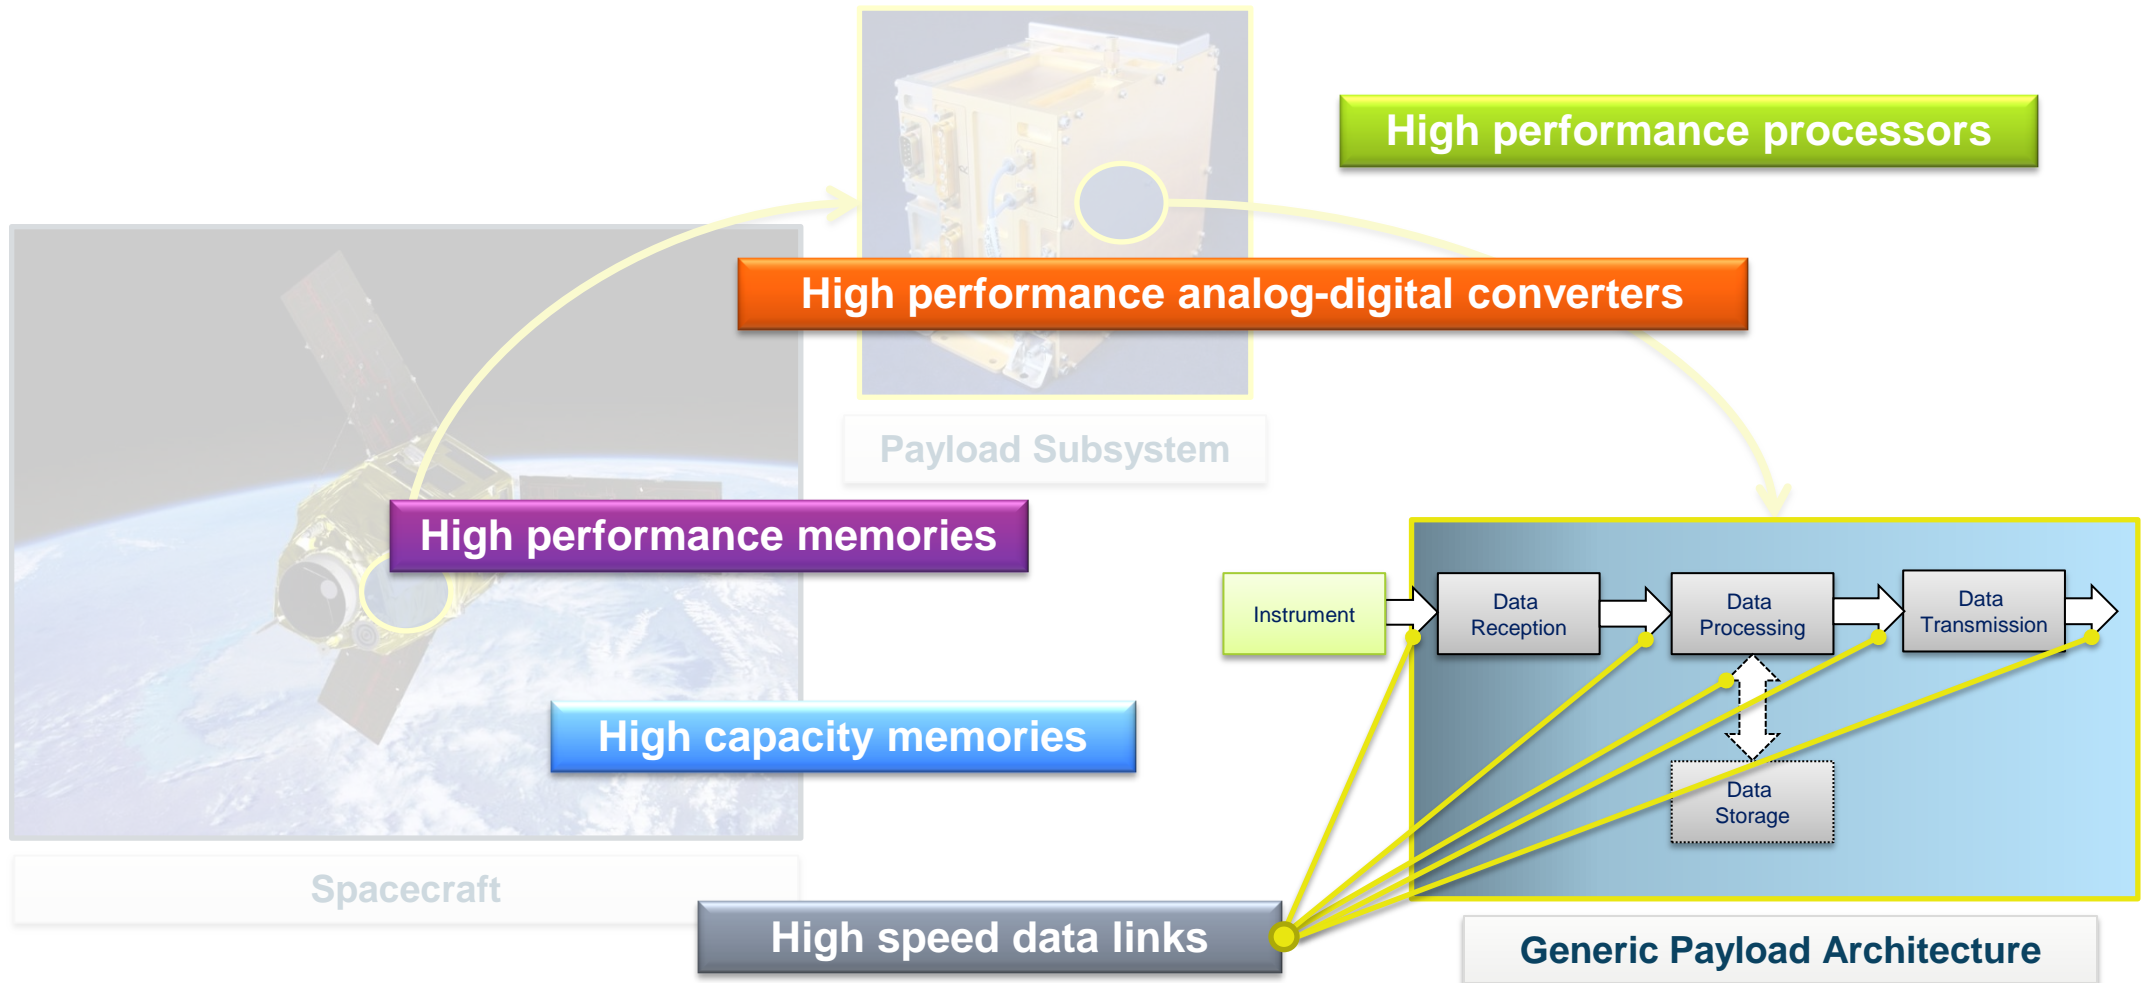 High performance processors
High performance analog-digital converters
Payload Subsystem
High performance memories
Instrument
Data
Reception
Data
Processing
Data
Transmission
High capacity memories
Data
Storage
Spacecraft
High speed data links
Generic Payload Architecture